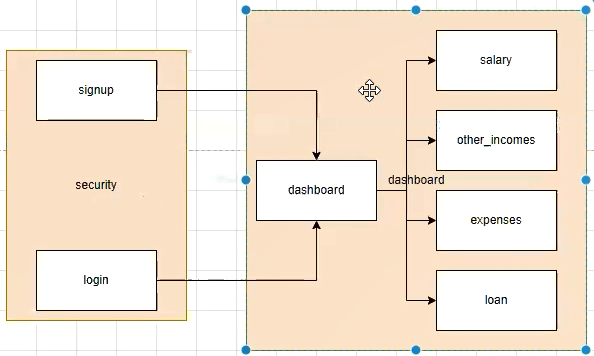 signup
security
login
dashboard
dashboard
salary
other_incomes
expenses
loan